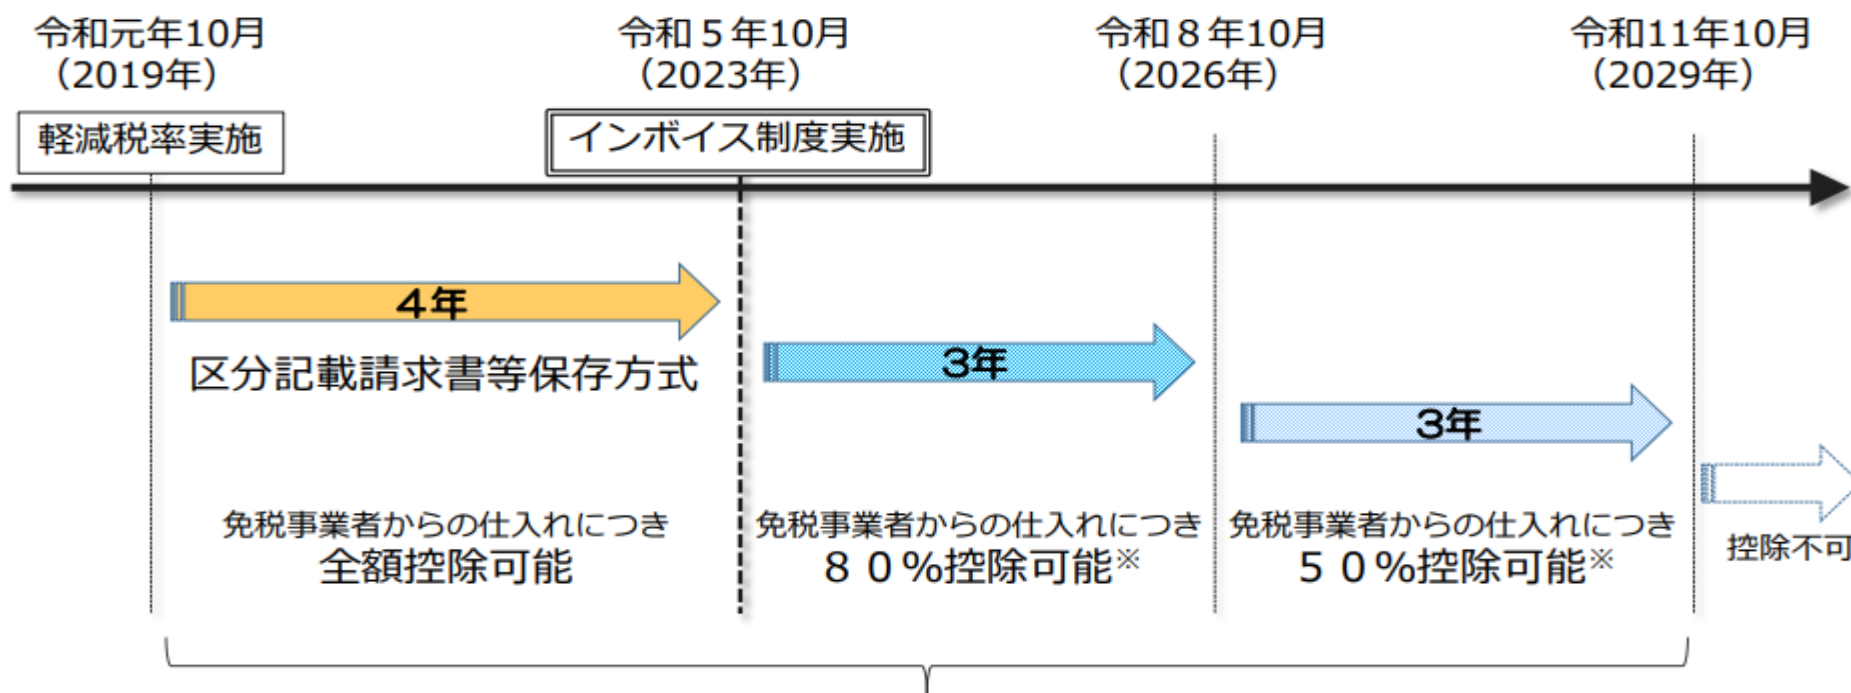 令和元年10月
（2019年）
令和５年10月
（2023年）
令和８年10月
（2026年）
令和11年10月
（2029年）
軽減税率実施
インボイス制度実施
４年
区分記載請求書等保存方式
３年
３年
免税事業者からの仕入れにつき
全額控除可能
免税事業者からの仕入れにつき
８０％控除可能※
免税事業者からの仕入れにつき
５０％控除可能※
控除不可